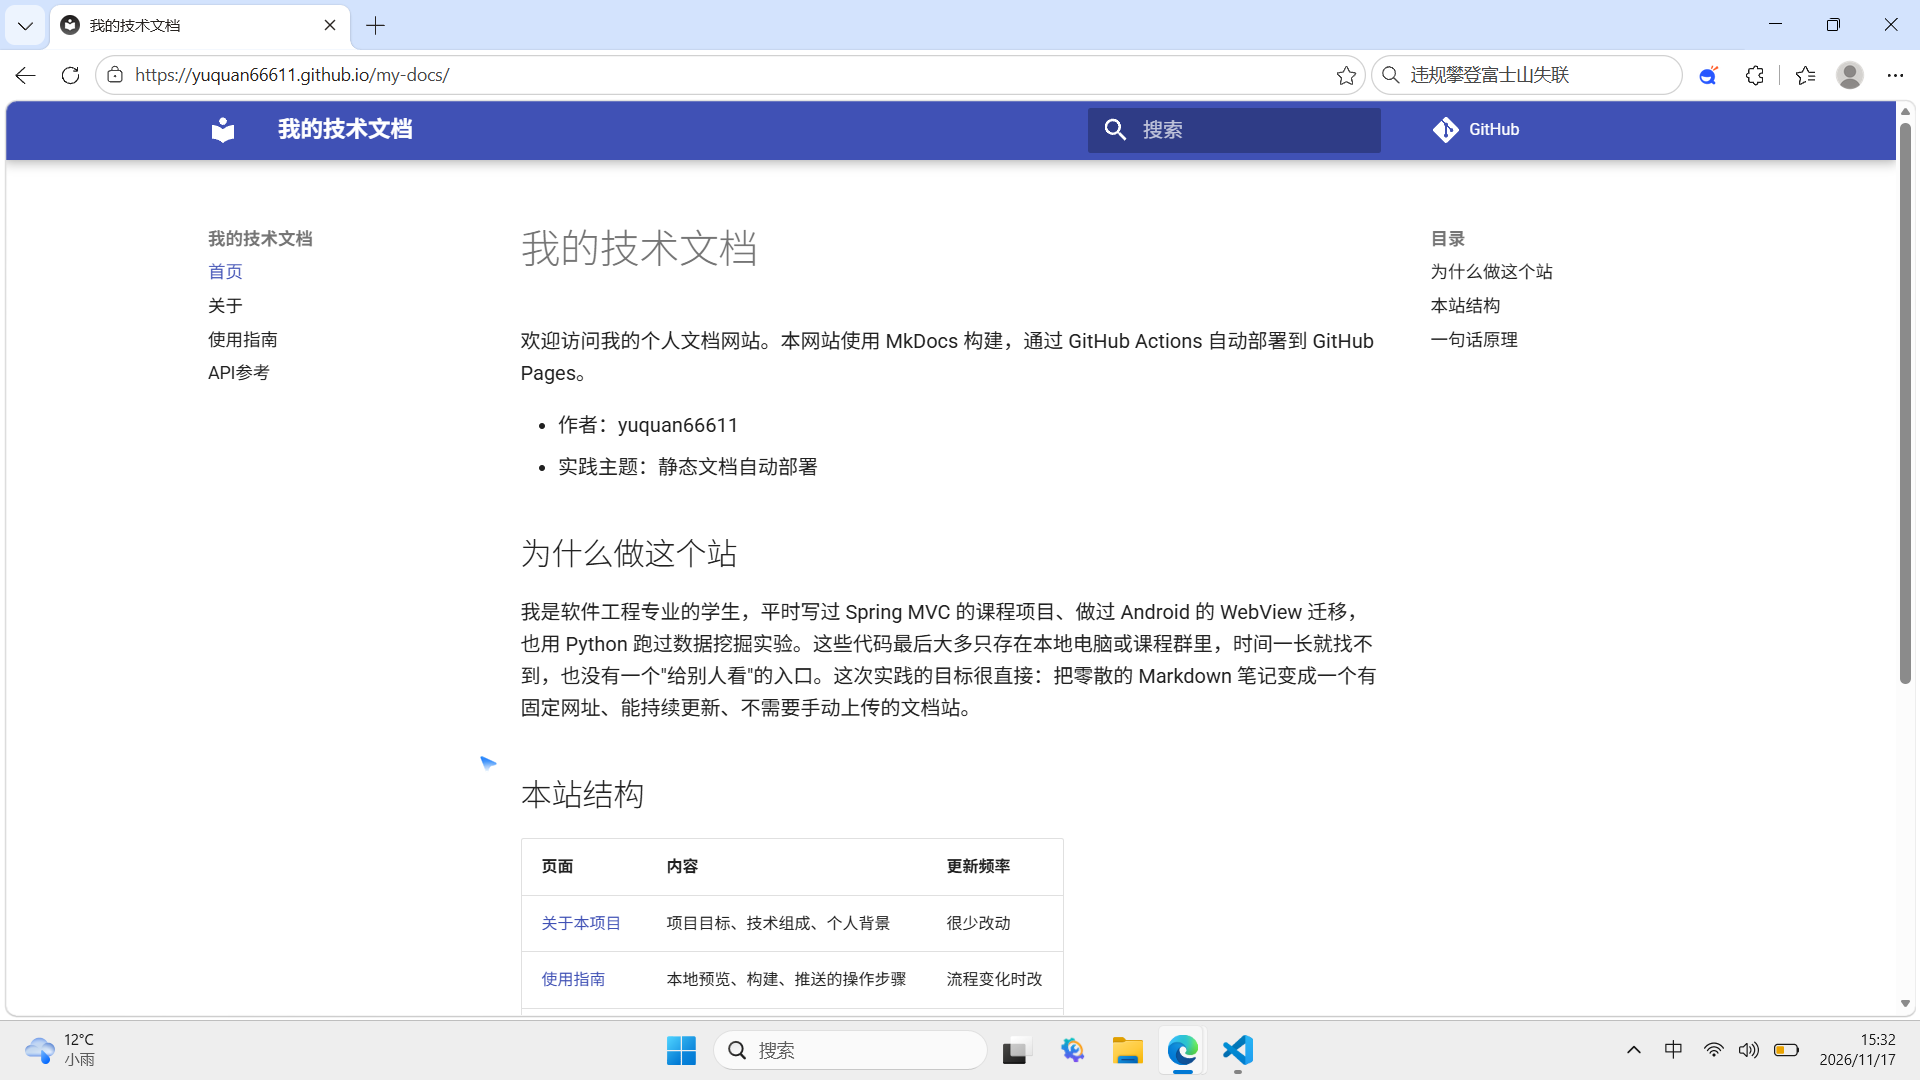 我的技术文档
https://yuquan66611.github.io/my-docs/
违规攀登富士山失联
我的技术文档
搜索
GitHub
我的技术文档
首页
关于
使用指南
API参考
我的技术文档
欢迎访问我的个人文档网站。本网站使用 MkDocs 构建，通过 GitHub Actions 自动部署到 GitHub
Pages。
• 作者：yuquan66611
• 实践主题：静态文档自动部署
为什么做这个站
我是软件工程专业的学生，平时写过 Spring MVC 的课程项目、做过 Android 的 WebView 迁移，
也用 Python 跑过数据挖掘实验。这些代码最后大多只存在本地电脑或课程群里，时间一长就找不
到，也没有一个"给别人看"的入口。这次实践的目标很直接：把零散的 Markdown 笔记变成一个有
固定网址、能持续更新、不需要手动上传的文档站。
本站结构
页面 内容 更新频率
关于本项目 项目目标、技术组成、个人背景 很少改动
使用指南 本地预览、构建、推送的操作步骤 流程变化时改
目录
为什么做这个站
本站结构
一句话原理
12°C
小雨
搜索
中
15:32
2026/11/17